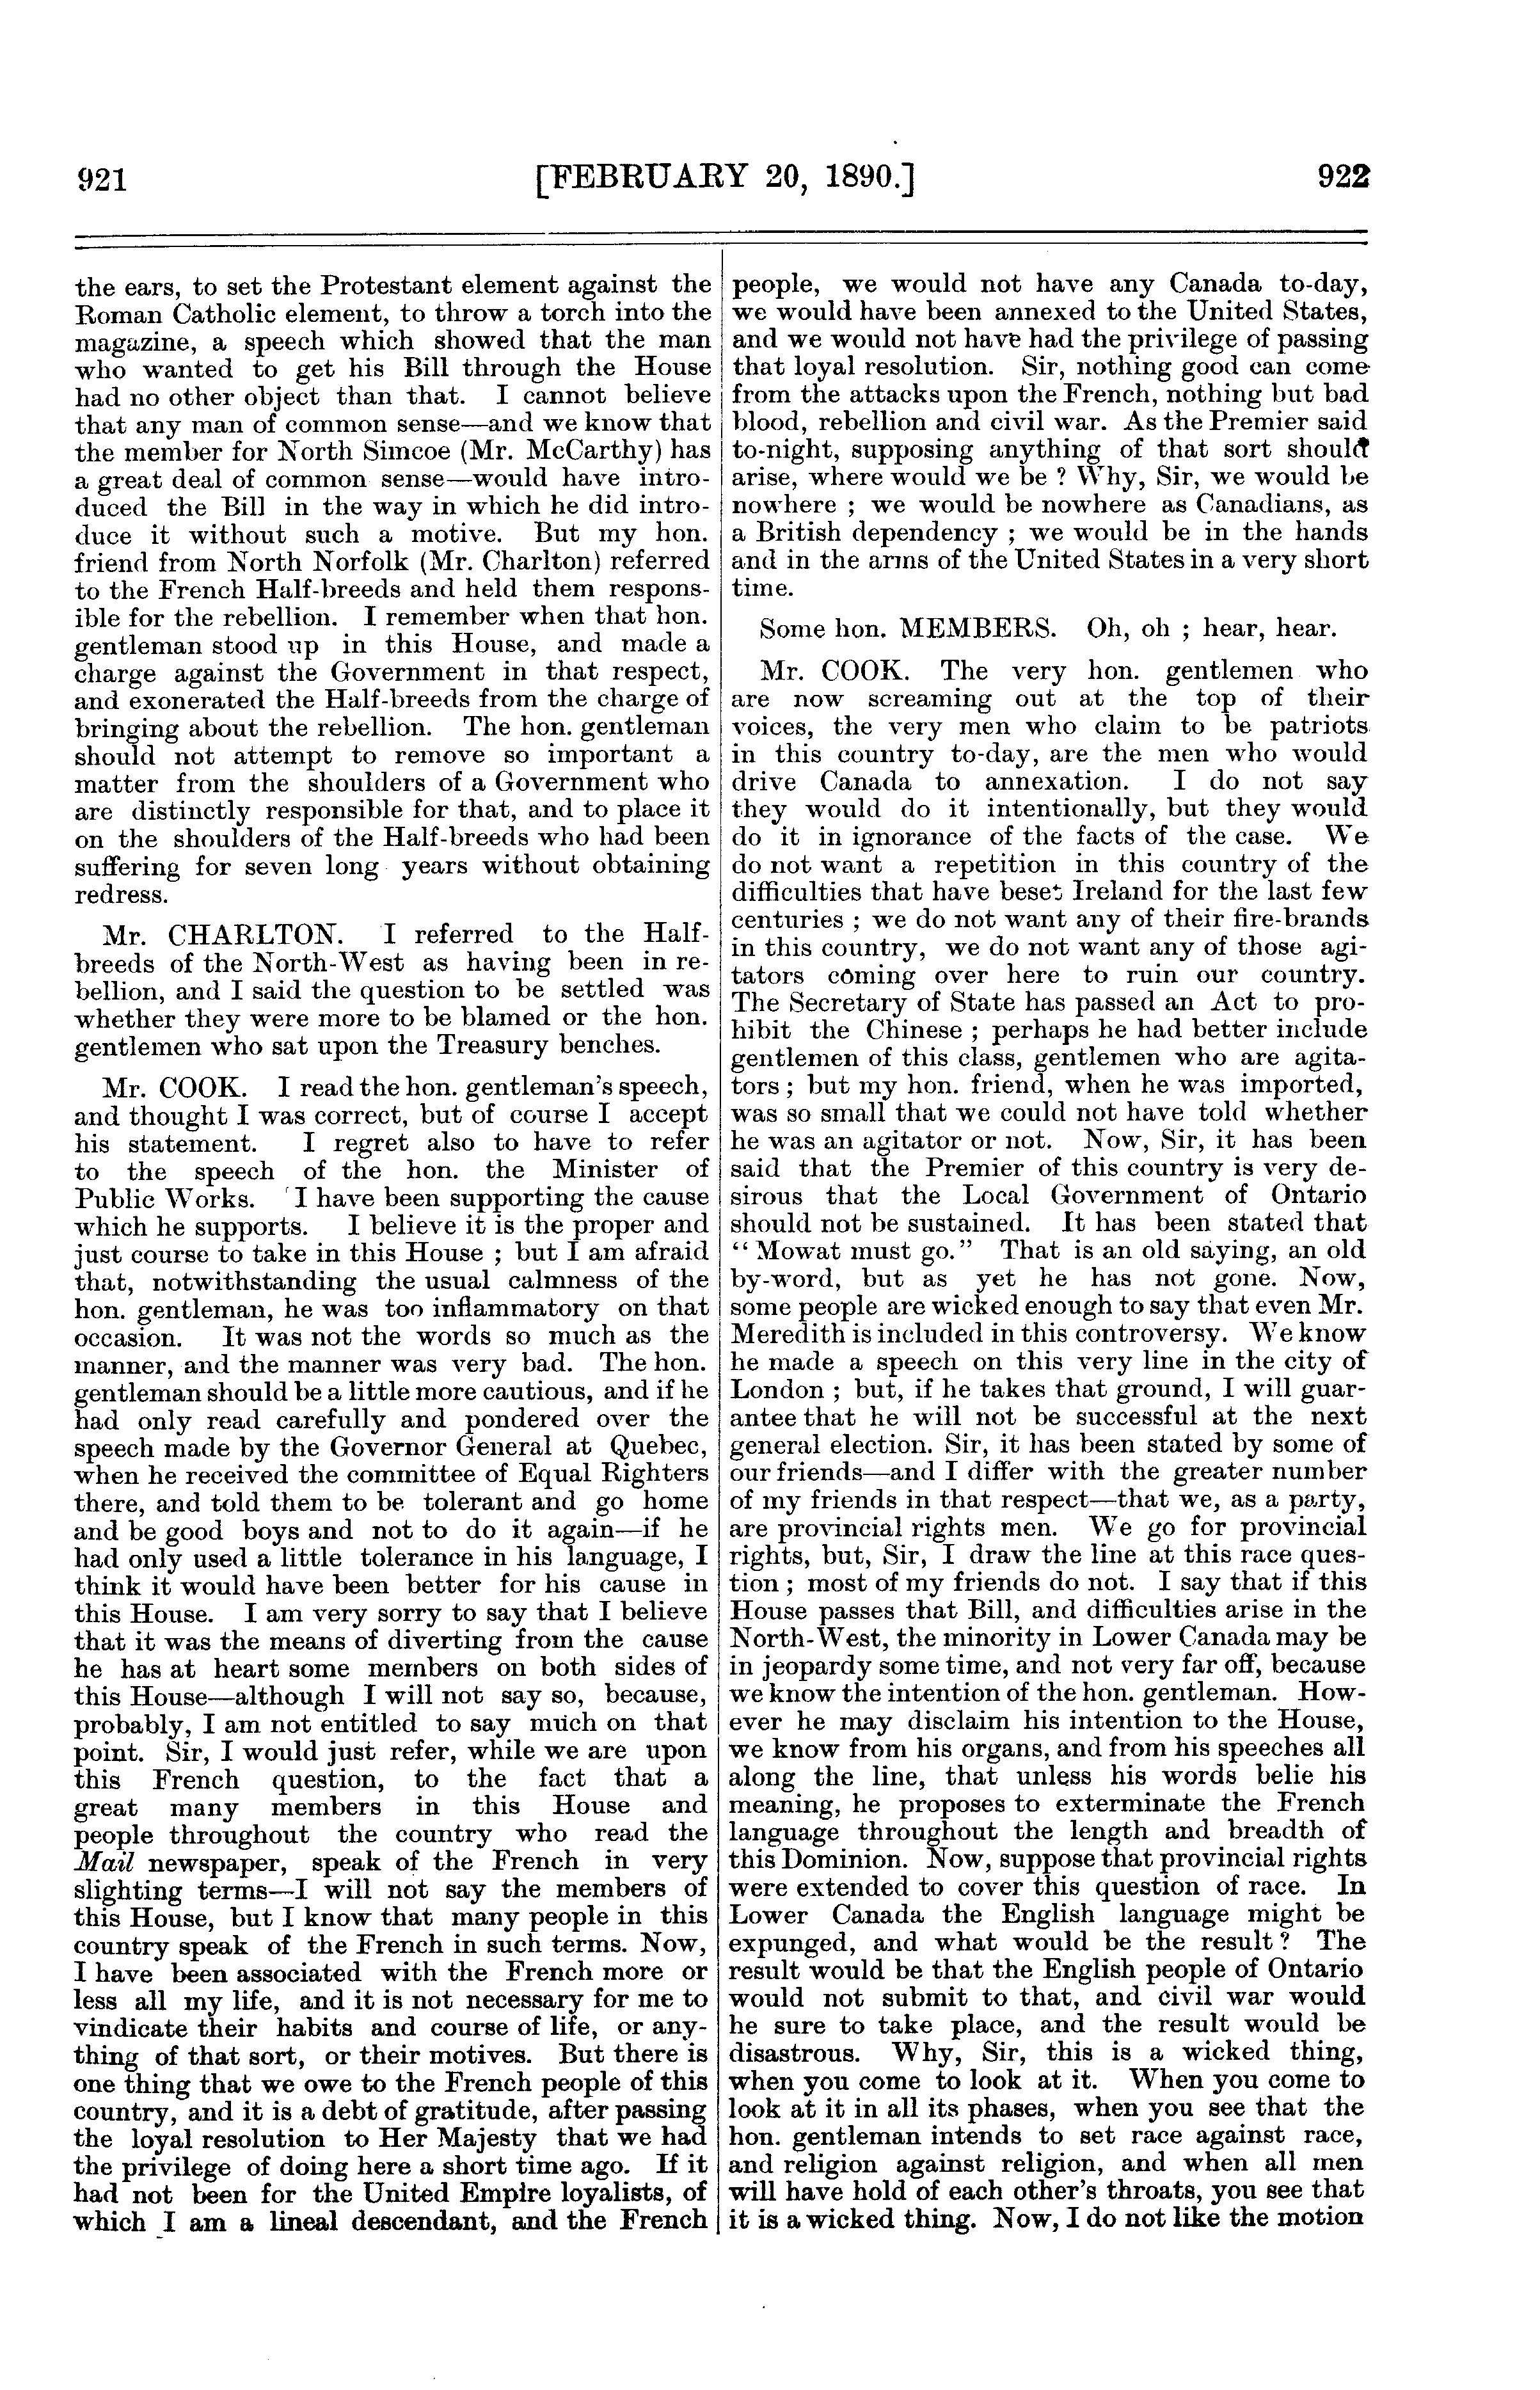 921 [FEBRUARY 20, 1890.] 922
the ears, to set the Protestant element against the
Roman Catholic element, to throw a torch into the
magazine, a speech which showed that the man
who wanted to get his Bill through the House
had no other object than that. I cannot believe
that any man of common sense—and we know that
the member for North Simcoe (Mr. McCarthy) has
a great deal of common sense—would have intro-
duced the Bill in the way in which he did intro-
duce it without such a motive. But my hon.
friend from North Norfolk (Mr. Charlton) referred
to the French Half-breeds and held them respons-
ible for the rebellion. I remember when that hon.
gentleman stood up in this House, and made a
charge against the Government in that respect,
and exonerated the Half-breeds from the charge of
bringing about the rebellion. The hon. gentleman
should not attempt to remove so important a
matter from the shoulders of a Government who
are distinctly responsible for that, and to place it
on the shoulders of the Half-breeds who had been
suffering for seven long years without obtaining
redress.
Mr. CHARLTON. I referred to the Half-
breeds of the North-West as having been in re-
bellion, and I said the question to be settled was
whether they were more to be blamed or the hon.
gentlemen who sat upon the Treasury benches.
Mr. COOK. I read the hon. gentleman's speech,
and thought I was correct, but of course I accept
his statement. I regret also to have to refer
to the speech of the hon. the Minister of
Public Works. I have been supporting the cause
which he supports. I believe it is the proper and
just course to take in this House ; but I am afraid
that, notwithstanding the usual calmness of the
hon. gentleman, he was too inflammatory on that
occasion. It was not the words so much as the
manner, and the manner was very bad. The hon.
gentleman should be a little more cautious, and if he
had only read carefully and pondered over the
speech made by the Governor General at Quebec,
when he received the committee of Equal Righters
there, and told them to be tolerant and go home
and be good boys and not to do it again—if he
had only used a little tolerance in his language, I
think it would have been better for his cause in
this House. I am very sorry to say that I believe
that it was the means of diverting from the cause
he has at heart some members on both sides of
this House—although I will not say so, because,
probably, I am not entitled to say much on that
point. Sir, I would just refer, while we are upon
this French question, to the fact that a
great many members in this House and
people throughout the country who read the
Mail newspaper, speak of the French in very
slighting terms—I will not say the members of
this House, but I know that many people in this
country speak of the French in such terms. Now,
I have been associated with the French more or
less all my life, and it is not necessary for me to
vindicate their habits and course of life, or any-
thing of that sort, or their motives. But there is
one thing that we owe to the French people of this
country, and it is a debt of gratitude, after passing
the loyal resolution to Her Majesty that we had
the privilege of doing here a short time ago. If it
had not been for the United Empire loyalists, of
which I am a lineal descendant, and the French
people, we would not have any Canada to-day,
we would have been annexed to the United States,
and we would not have had the privilege of passing
that loyal resolution. Sir, nothing good can come
from the attacks upon the French, nothing but bad
blood, rebellion and civil war. As the Premier said
to-night, supposing anything of that sort should
arise, where would we be ? Why, Sir, we would be
nowhere ; we would be nowhere as Canadians, as
a British dependency ; we would be in the hands
and in the arms of the United States in a very short
time.
Some hon. MEMBERS. Oh, oh ; hear, hear.
Mr. COOK. The very hon. gentlemen who
are now screaming out at the top of their
voices, the very men who claim to be patriots
in this country to-day, are the men who would
drive Canada to annexation. I do not say
they would do it intentionally, but they would
do it in ignorance of the facts of the case. We
do not want a repetition in this country of the
difficulties that have beset Ireland for the last few
centuries ; we do not want any of their fire-brands
in this country, we do not want any of those agi-
tators coming over here to ruin our country.
The Secretary of State has passed an Act to pro-
hibit the Chinese ; perhaps he had better include
gentlemen of this class, gentlemen who are agita-
tors ; but my hon. friend, when he was imported,
was so small that we could not have told whether
he was an agitator or not. Now, Sir, it has been
said that the Premier of this country is very de-
sirous that the Local Government of Ontario
should not be sustained. It has been stated that
“ Mowat must go.” That is an old saying, an old
by-word, but as yet he has not gone. Now,
some people are wicked enough to say that even Mr.
Meredith is included in this controversy. We know
he made a speech on this very line in the city of
London ; but, if he takes that ground, I will guar-
antee that he will not be successful at the next
general election. Sir, it has been stated by some of
our friends—and I differ with the greater number
of my friends in that respect—that we, as a party,
are provincial rights men. We go for provincial
rights, but, Sir, I draw the line at this race ques-
tion ; most of my friends do not. I say that if this
House passes that Bill, and difficulties arise in the
North-West, the minority in Lower Canada may be
in jeopardy some time, and not very far off, because
we know the intention of the hon. gentleman. How-
ever he may disclaim his intention to the House,
we know from his organs, and from his speeches all
along the line, that unless his words belie his
meaning, he proposes to exterminate the French
language throughout the length and breadth of
this Dominion. Now, suppose that provincial rights
were extended to cover this question of race. In
Lower Canada the English language might be
expunged, and what would be the result ? The
result would be that the English people of Ontario
would not submit to that, and civil war would
he sure to take place, and the result would be
disastrous. Why, Sir, this is a wicked thing,
when you come to look at it. When you come to
look at it in all its phases, when you see that the
hon. gentleman intends to set race against race,
and religion against religion, and when all men
will have hold of each other's throats, you see that
it is a wicked thing. Now, I do not like the motion